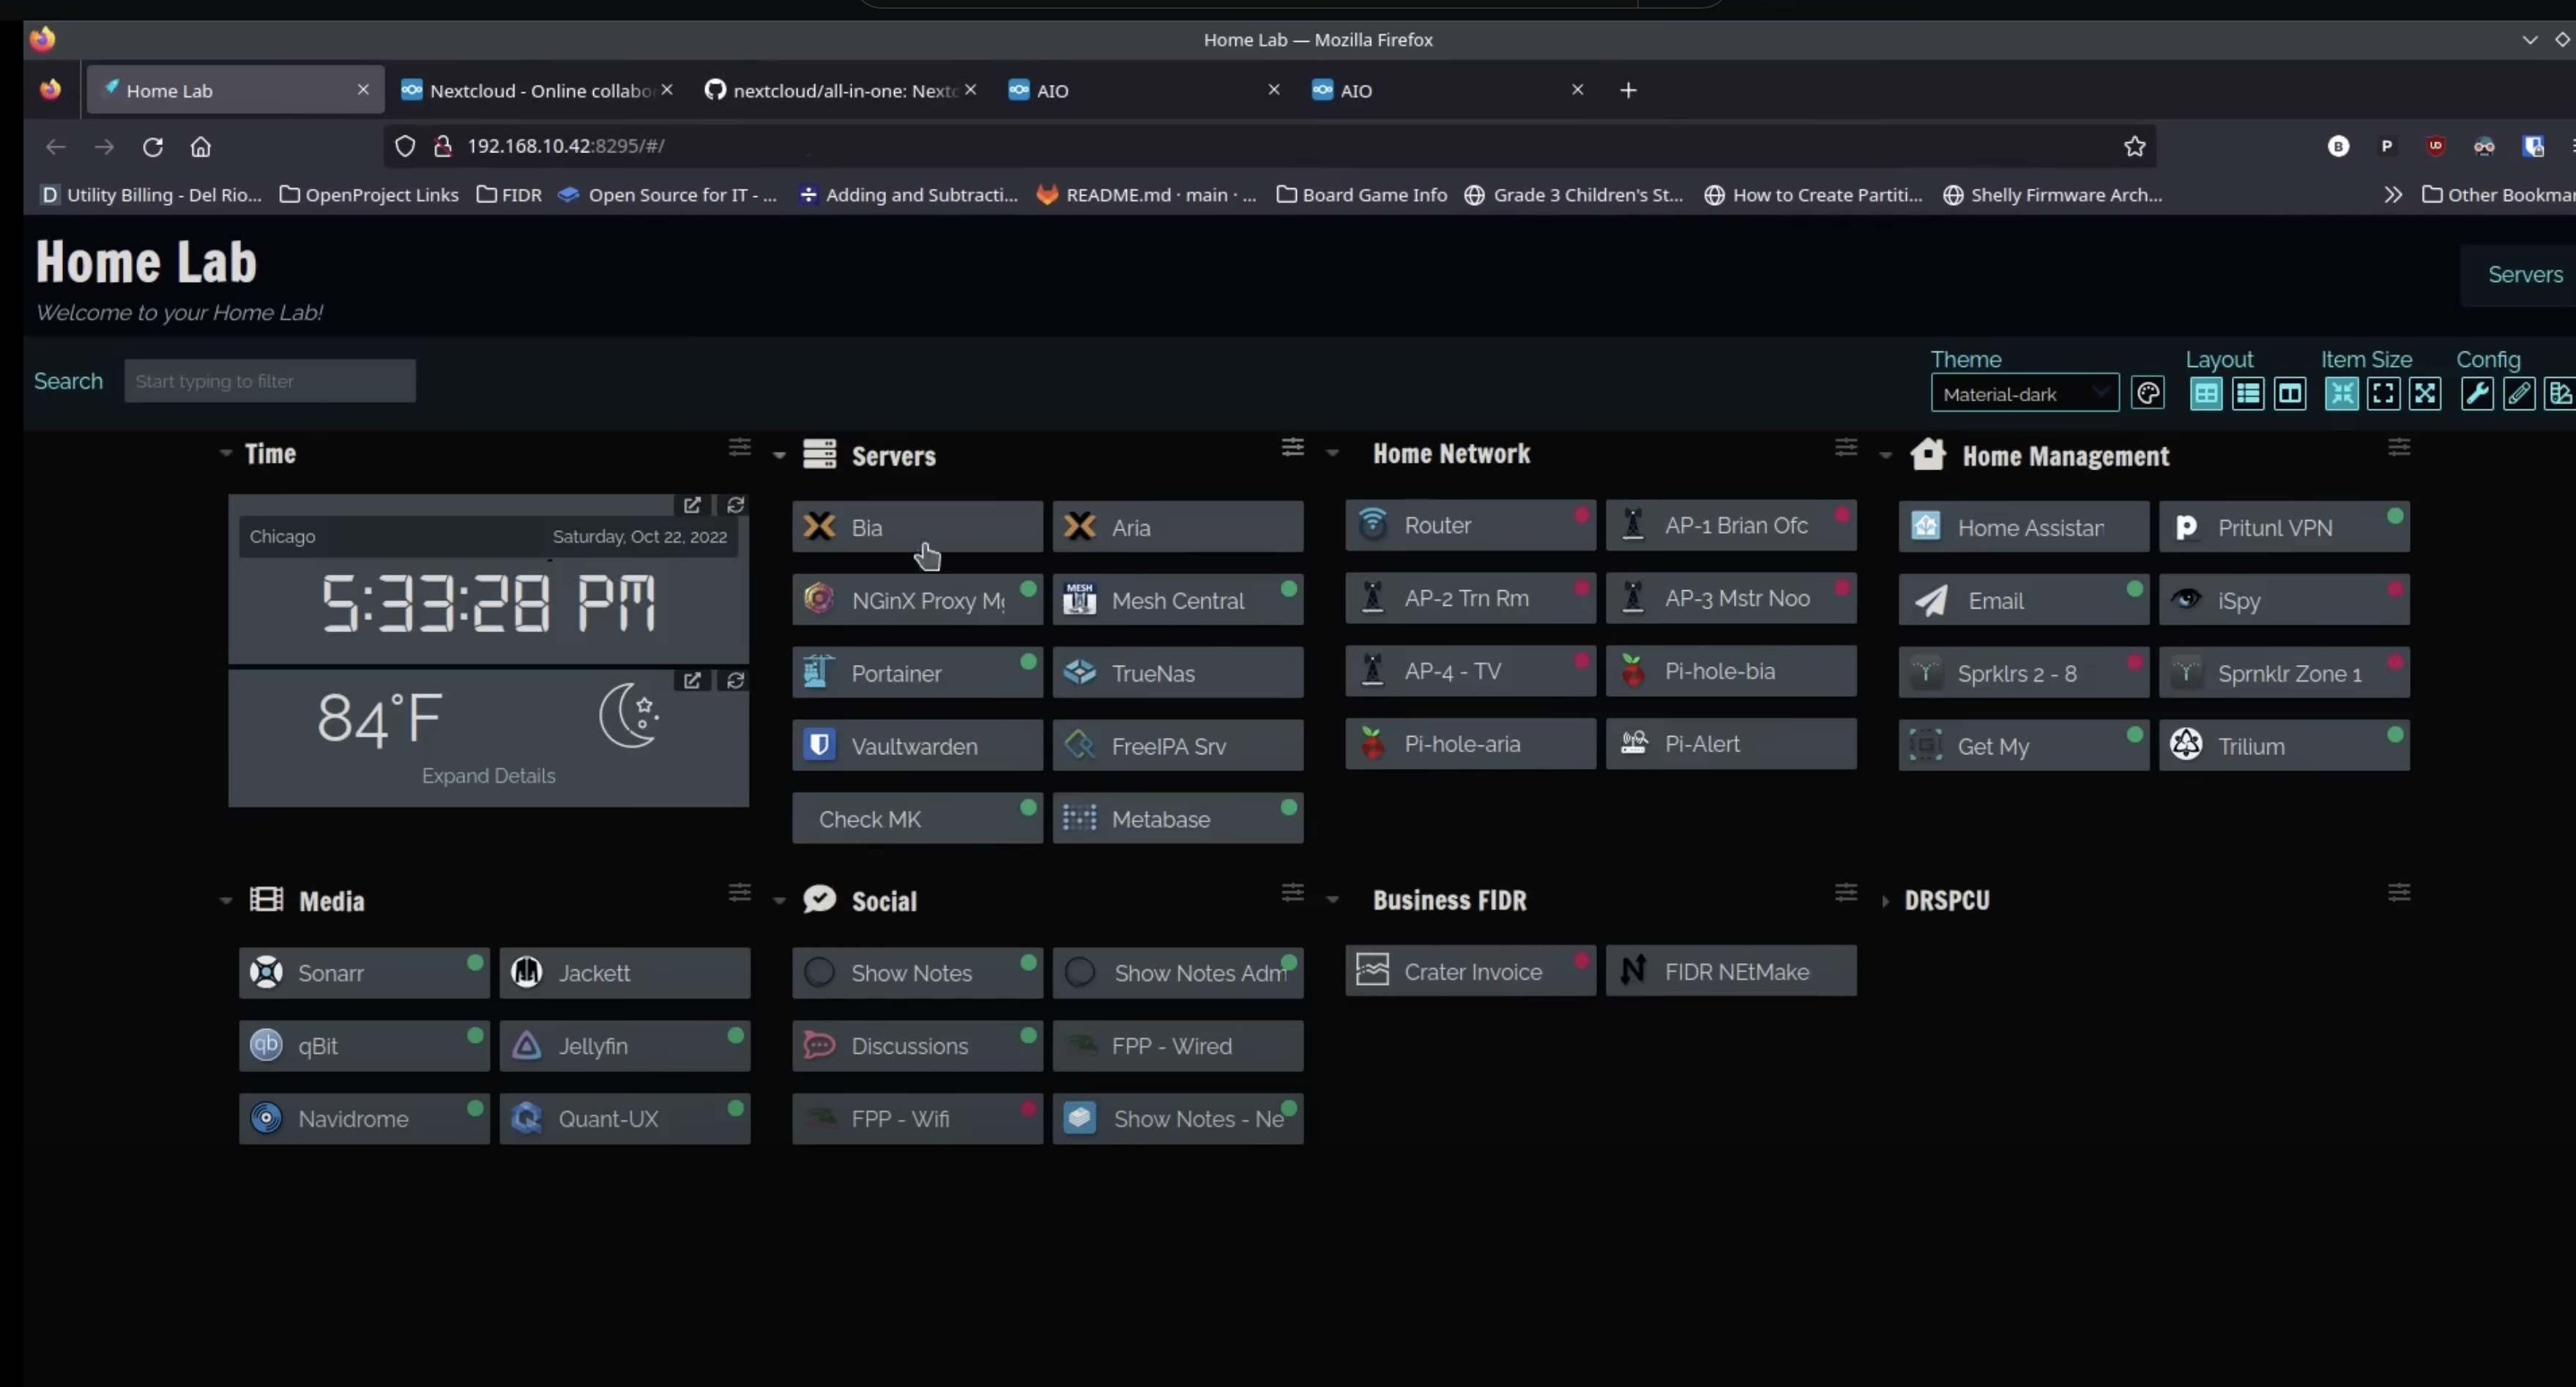 Home Lab — Mozilla Firefox
Home Lab
Nextcloud - Online collabo
nextcloud/all-in-one: Nextc
AIO
AIO
192.168.10.42:8295/#/
B
P
Utility Billing - Del Rio...
OpenProject Links
FIDR
Open Source for IT - ...
Adding and Subtracti...
README.md · main · ...
Board Game Info
Grade 3 Children's St...
How to Create Partiti...
Shelly Firmware Arch...
Other Bookmar
Home Lab
Welcome to your Home Lab!
Servers
Search
Start typing to filter
Theme
Material-dark
Layout
Item Size
Config
Time
Chicago
Saturday, Oct 22, 2022
5:33:28 PM
84°F
Expand Details
Servers
Bia
Aria
NGinX Proxy Mg
MESH
Mesh Central
Portainer
TrueNas
Vaultwarden
FreeIPA Srv
Check MK
Metabase
Home Network
Router
AP-1 Brian Ofc
AP-2 Trn Rm
AP-3 Mstr Noo
AP-4 - TV
Pi-hole-bia
Pi-hole-aria
Pi-Alert
Home Management
Home Assistan
Pritunl VPN
Email
iSpy
Sprklrs 2 - 8
Sprnklr Zone 1
Get My
Trilium
Media
Sonarr
Jackett
qb
qBit
Jellyfin
Navidrome
Quant-UX
Social
Show Notes
Show Notes Adm
Discussions
FPP - Wired
FPP - Wifi
Show Notes - Ne
Business FIDR
Crater Invoice
FIDR NEtMake
DRSPCU